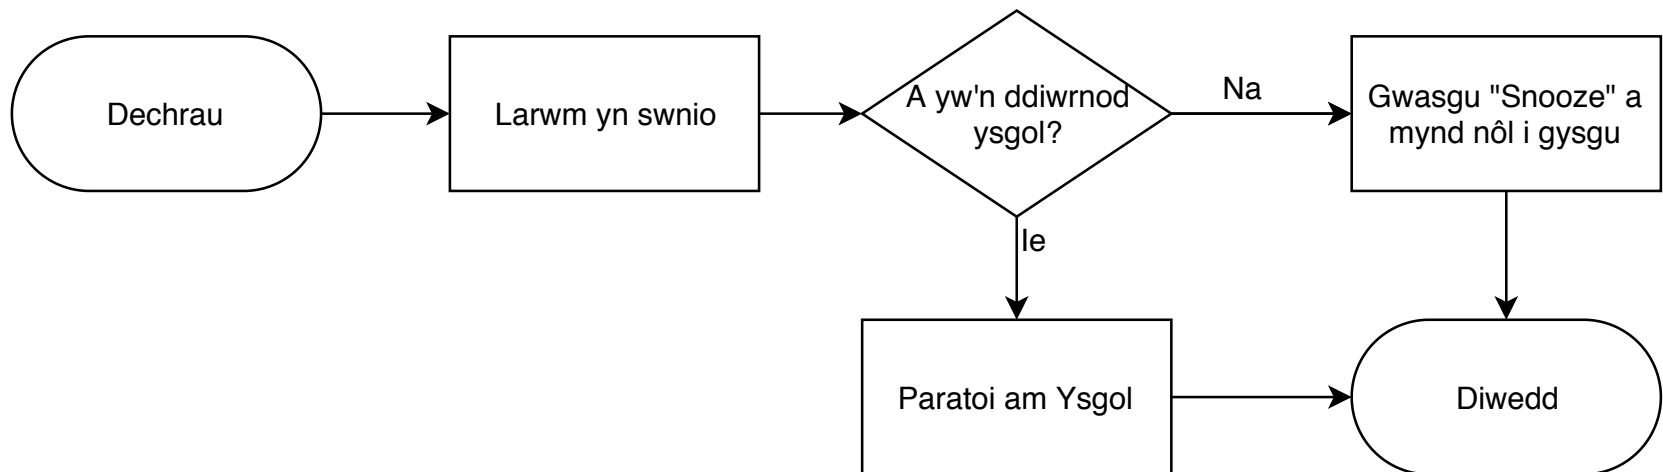 Dechrau
Larwm yn swnio
A yw'n ddiwrnod
ysgol?
Na
Gwasgu "Snooze" a
mynd nôl i gysgu
Ie
Paratoi am Ysgol
Diwedd